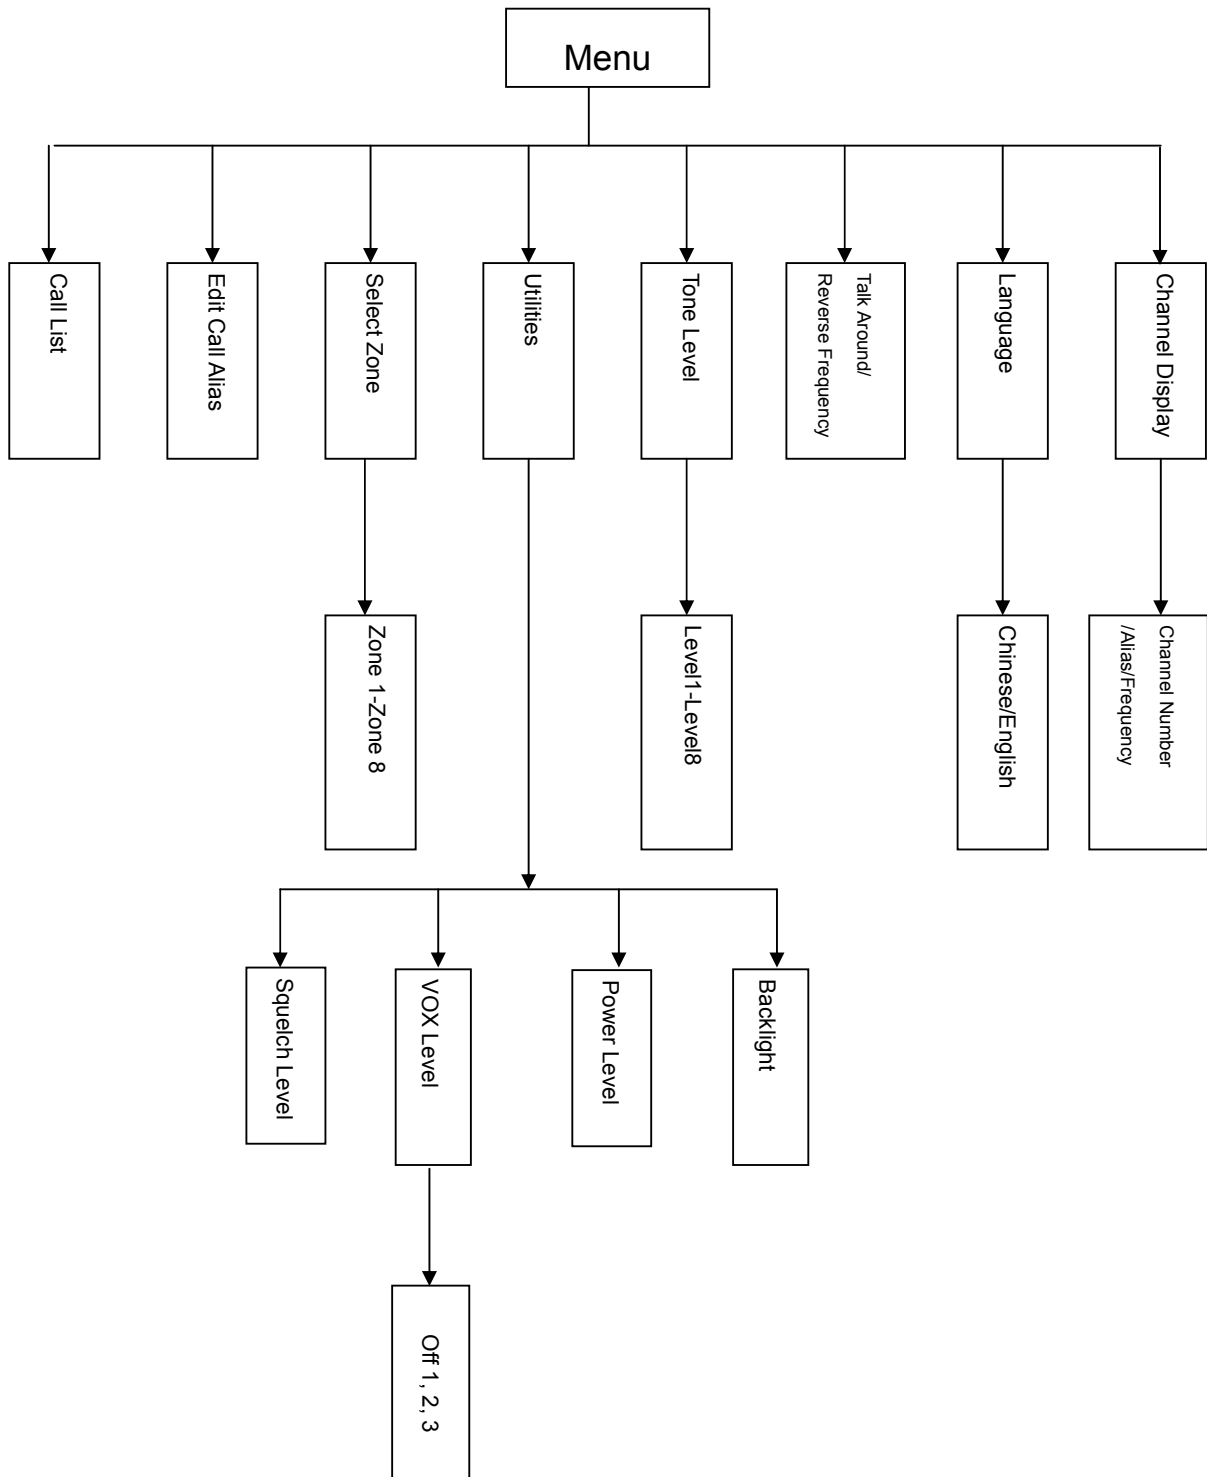 Menu
Call List
Edit Call Alias
Select Zone
Utilities
Tone Level
Talk Around/
Reverse Frequency
Language
Channel Display
Zone 1-Zone 8
Level1-Level8
Chinese/English
Channel Number
/Alias/Frequency
Squelch Level
VOX Level
Power Level
Backlight
Off 1, 2, 3